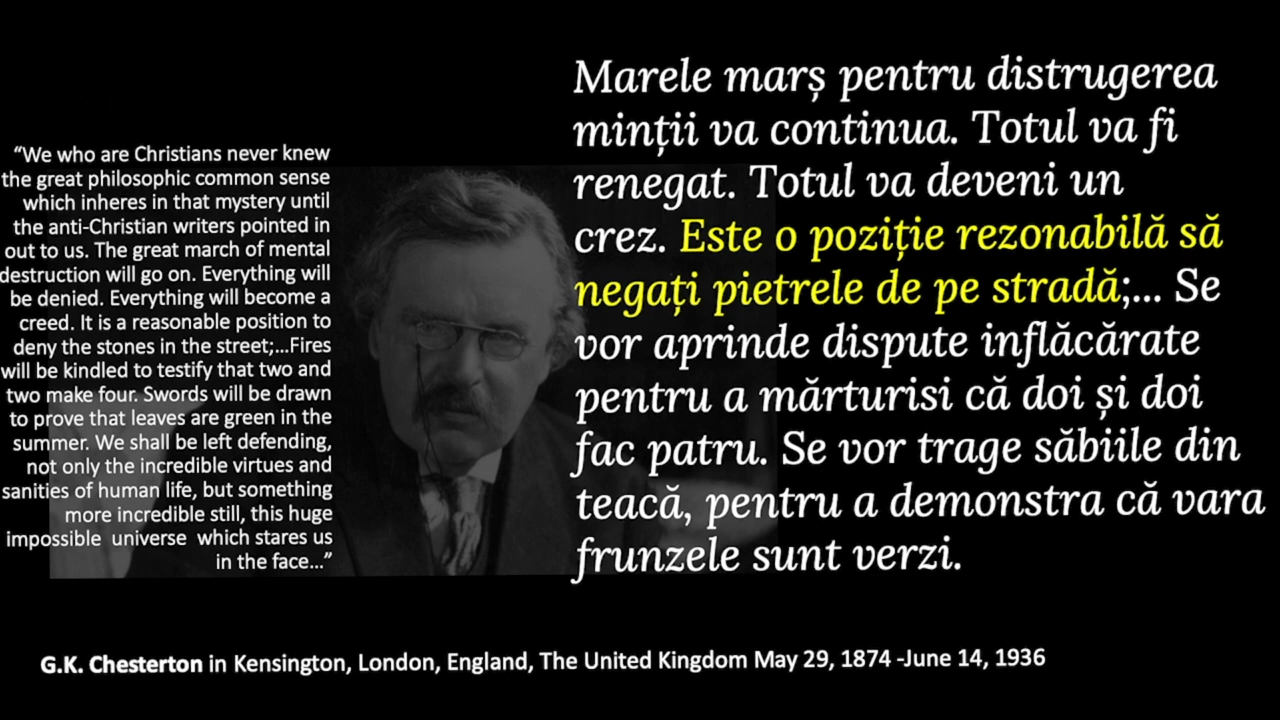 “We who are Christians never knew
the great philosophic common sense
which inheres in that mystery until
the anti-Christian writers pointed in
out to us. The great march of mental
destruction will go on. Everything will
be denied. Everything will become a
creed. It is a reasonable position to
deny the stones in the street;...Fires
will be kindled to testify that two and
two make four. Swords will be drawn
to prove that leaves are green in the
summer. We shall be left defending,
not only the incredible virtues and
sanities of human life, but something
more incredible still, this huge
impossible universe which stares us
in the face...”
Marele marș pentru distrugerea
minții va continua. Totul va fi
renegat. Totul va deveni un
crez. Este o poziție rezonabilă să
negați pietrele de pe stradă;... Se
vor aprinde dispute inflăcărate
pentru a mărturisi că doi și doi
fac patru. Se vor trage săbiile din
teacă, pentru a demonstra că vara
frunzele sunt verzi.
G.K. Chesterton in Kensington, London, England, The United Kingdom May 29, 1874 -June 14, 1936